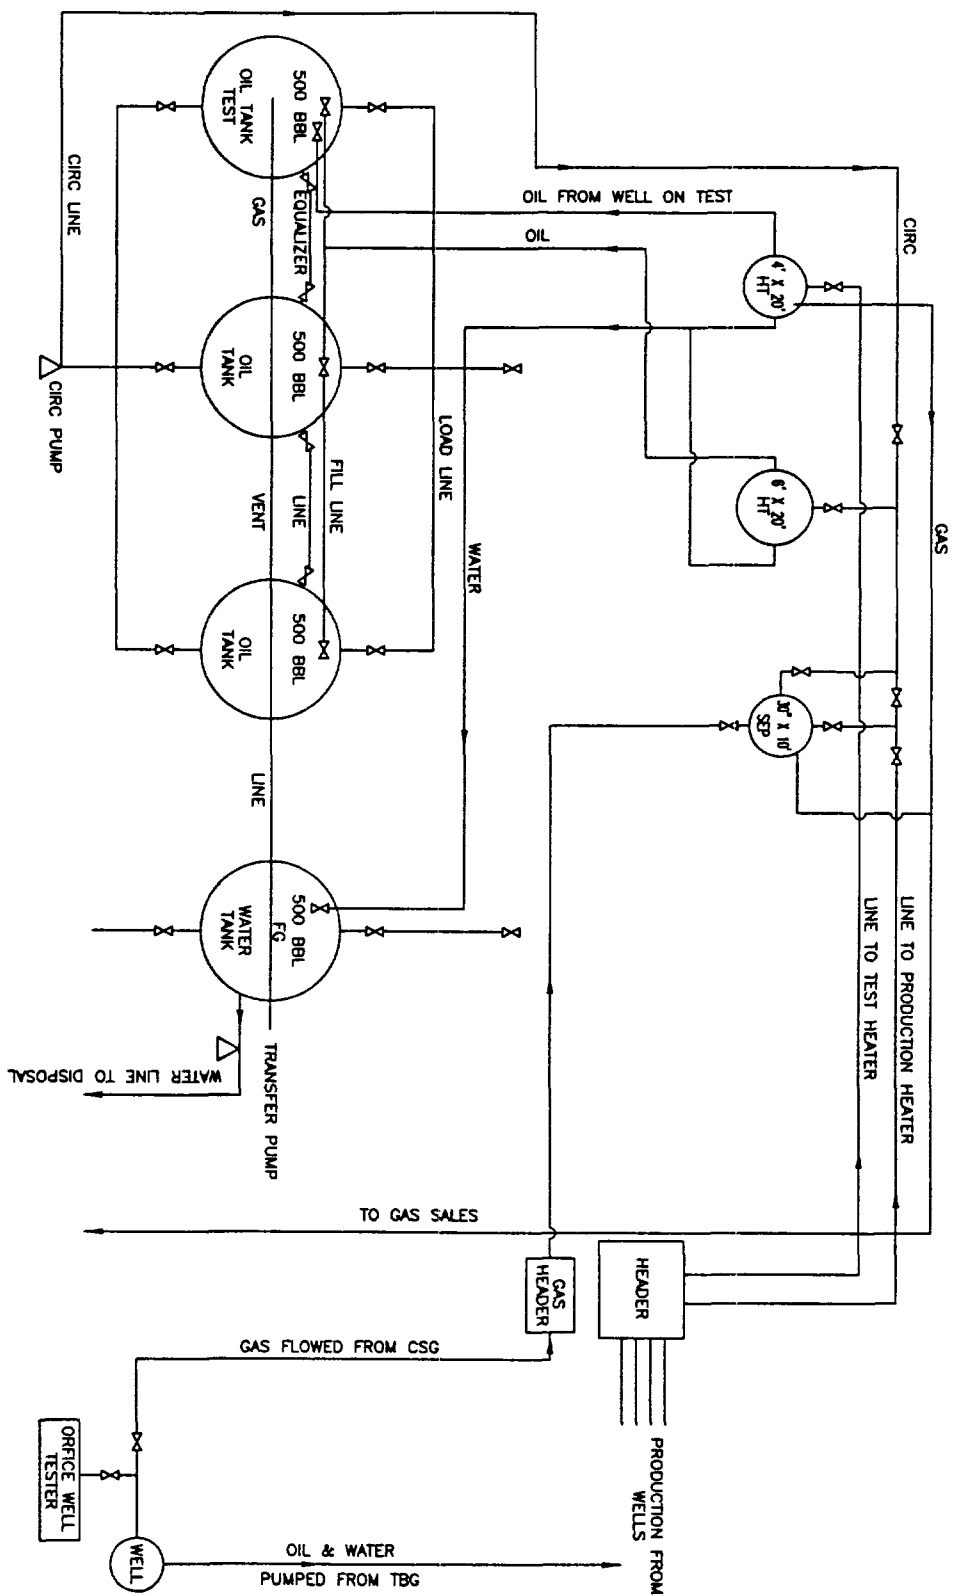 CIRC LINE
500 BBL
OIL TANK
TEST
GAS
EQUALIZER
OIL FROM WELL ON TEST
OIL
CIRC
4' X 20'
HT
500 BBL
OIL
TANK
CIRC PUMP
LOAD LINE
FILL LINE
LINE
VENT
WATER
6' X 20'
HT
GAS
500 BBL
OIL
TANK
30" X 10'
SEP
LINE
500 BBL
FG
WATER
TANK
LINE TO PRODUCTION HEATER
LINE TO TEST HEATER
TRANSFER PUMP
WATER LINE TO DISPOSAL
TO GAS SALES
HEADER
GAS
HEADER
GAS FLOWED FROM CSG
PRODUCTION FROM
WELLS
ORFICE WELL
TESTER
WELL
OIL & WATER
PUMPED FROM TBG